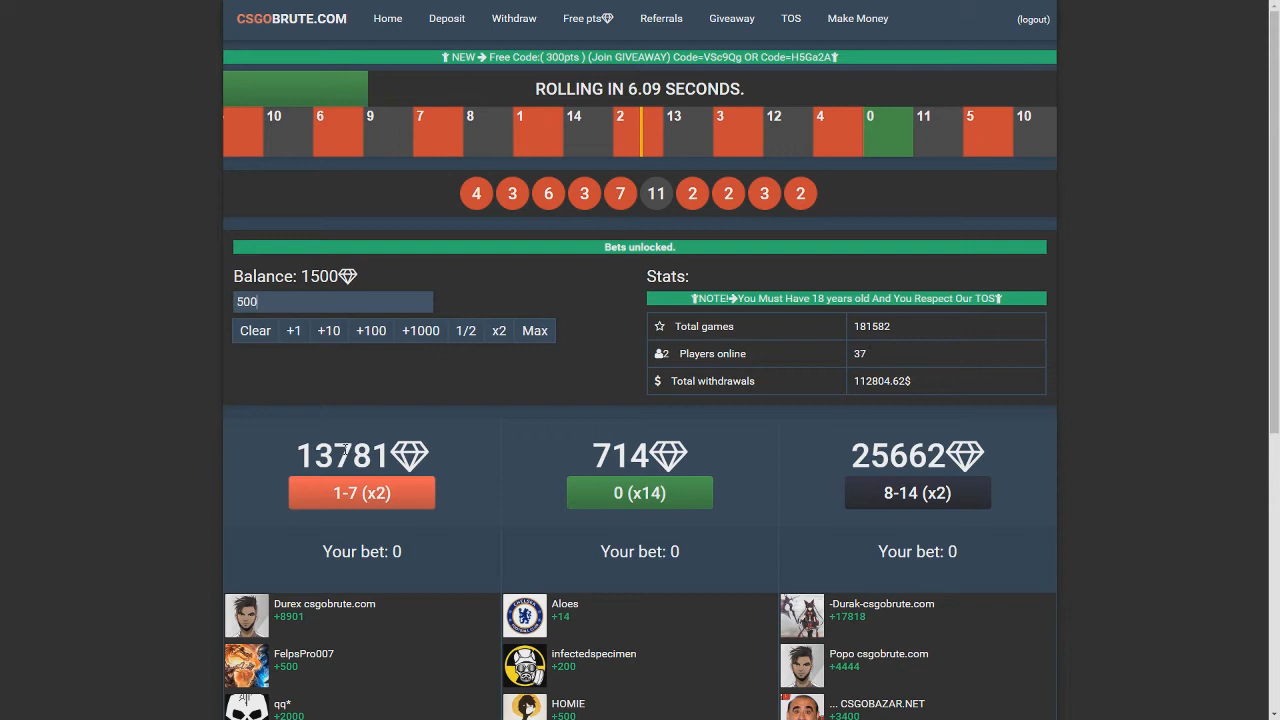 CSGOBRUTE.COM Home Deposit Withdraw Free pts Referrals Giveaway TOS Make Money (logout)
NEW Free Code:( 300pts ) (Join GIVEAWAY) Code=VSc9Qg OR Code=H5Ga2A
ROLLING IN 6.09 SECONDS.
10 6 9 7 8 1 14 2 13 3 12 4 0 11 5 10
4 3 6 3 7 11 2 2 3 2
Bets unlocked.
Balance: 1500
500
Clear +1 +10 +100 +1000 1/2 x2 Max
Stats:
NOTE! You Must Have 18 years old And You Respect Our TOS
Total games 181582
2 Players online 37
$ Total withdrawals 112804.62$
13781 714 25662
1-7 (x2) 0 (x14) 8-14 (x2)
Your bet: 0 Your bet: 0 Your bet: 0
Durex csgobrute.com
+8901
FelpsPro007
+500
qq*
+2000
Aloes
+14
infectedspecimen
+200
HOMIE
+500
-Durak-csgobrute.com
+17818
Popo csgobrute.com
+4444
... CSGOBAZAR.NET
+3400